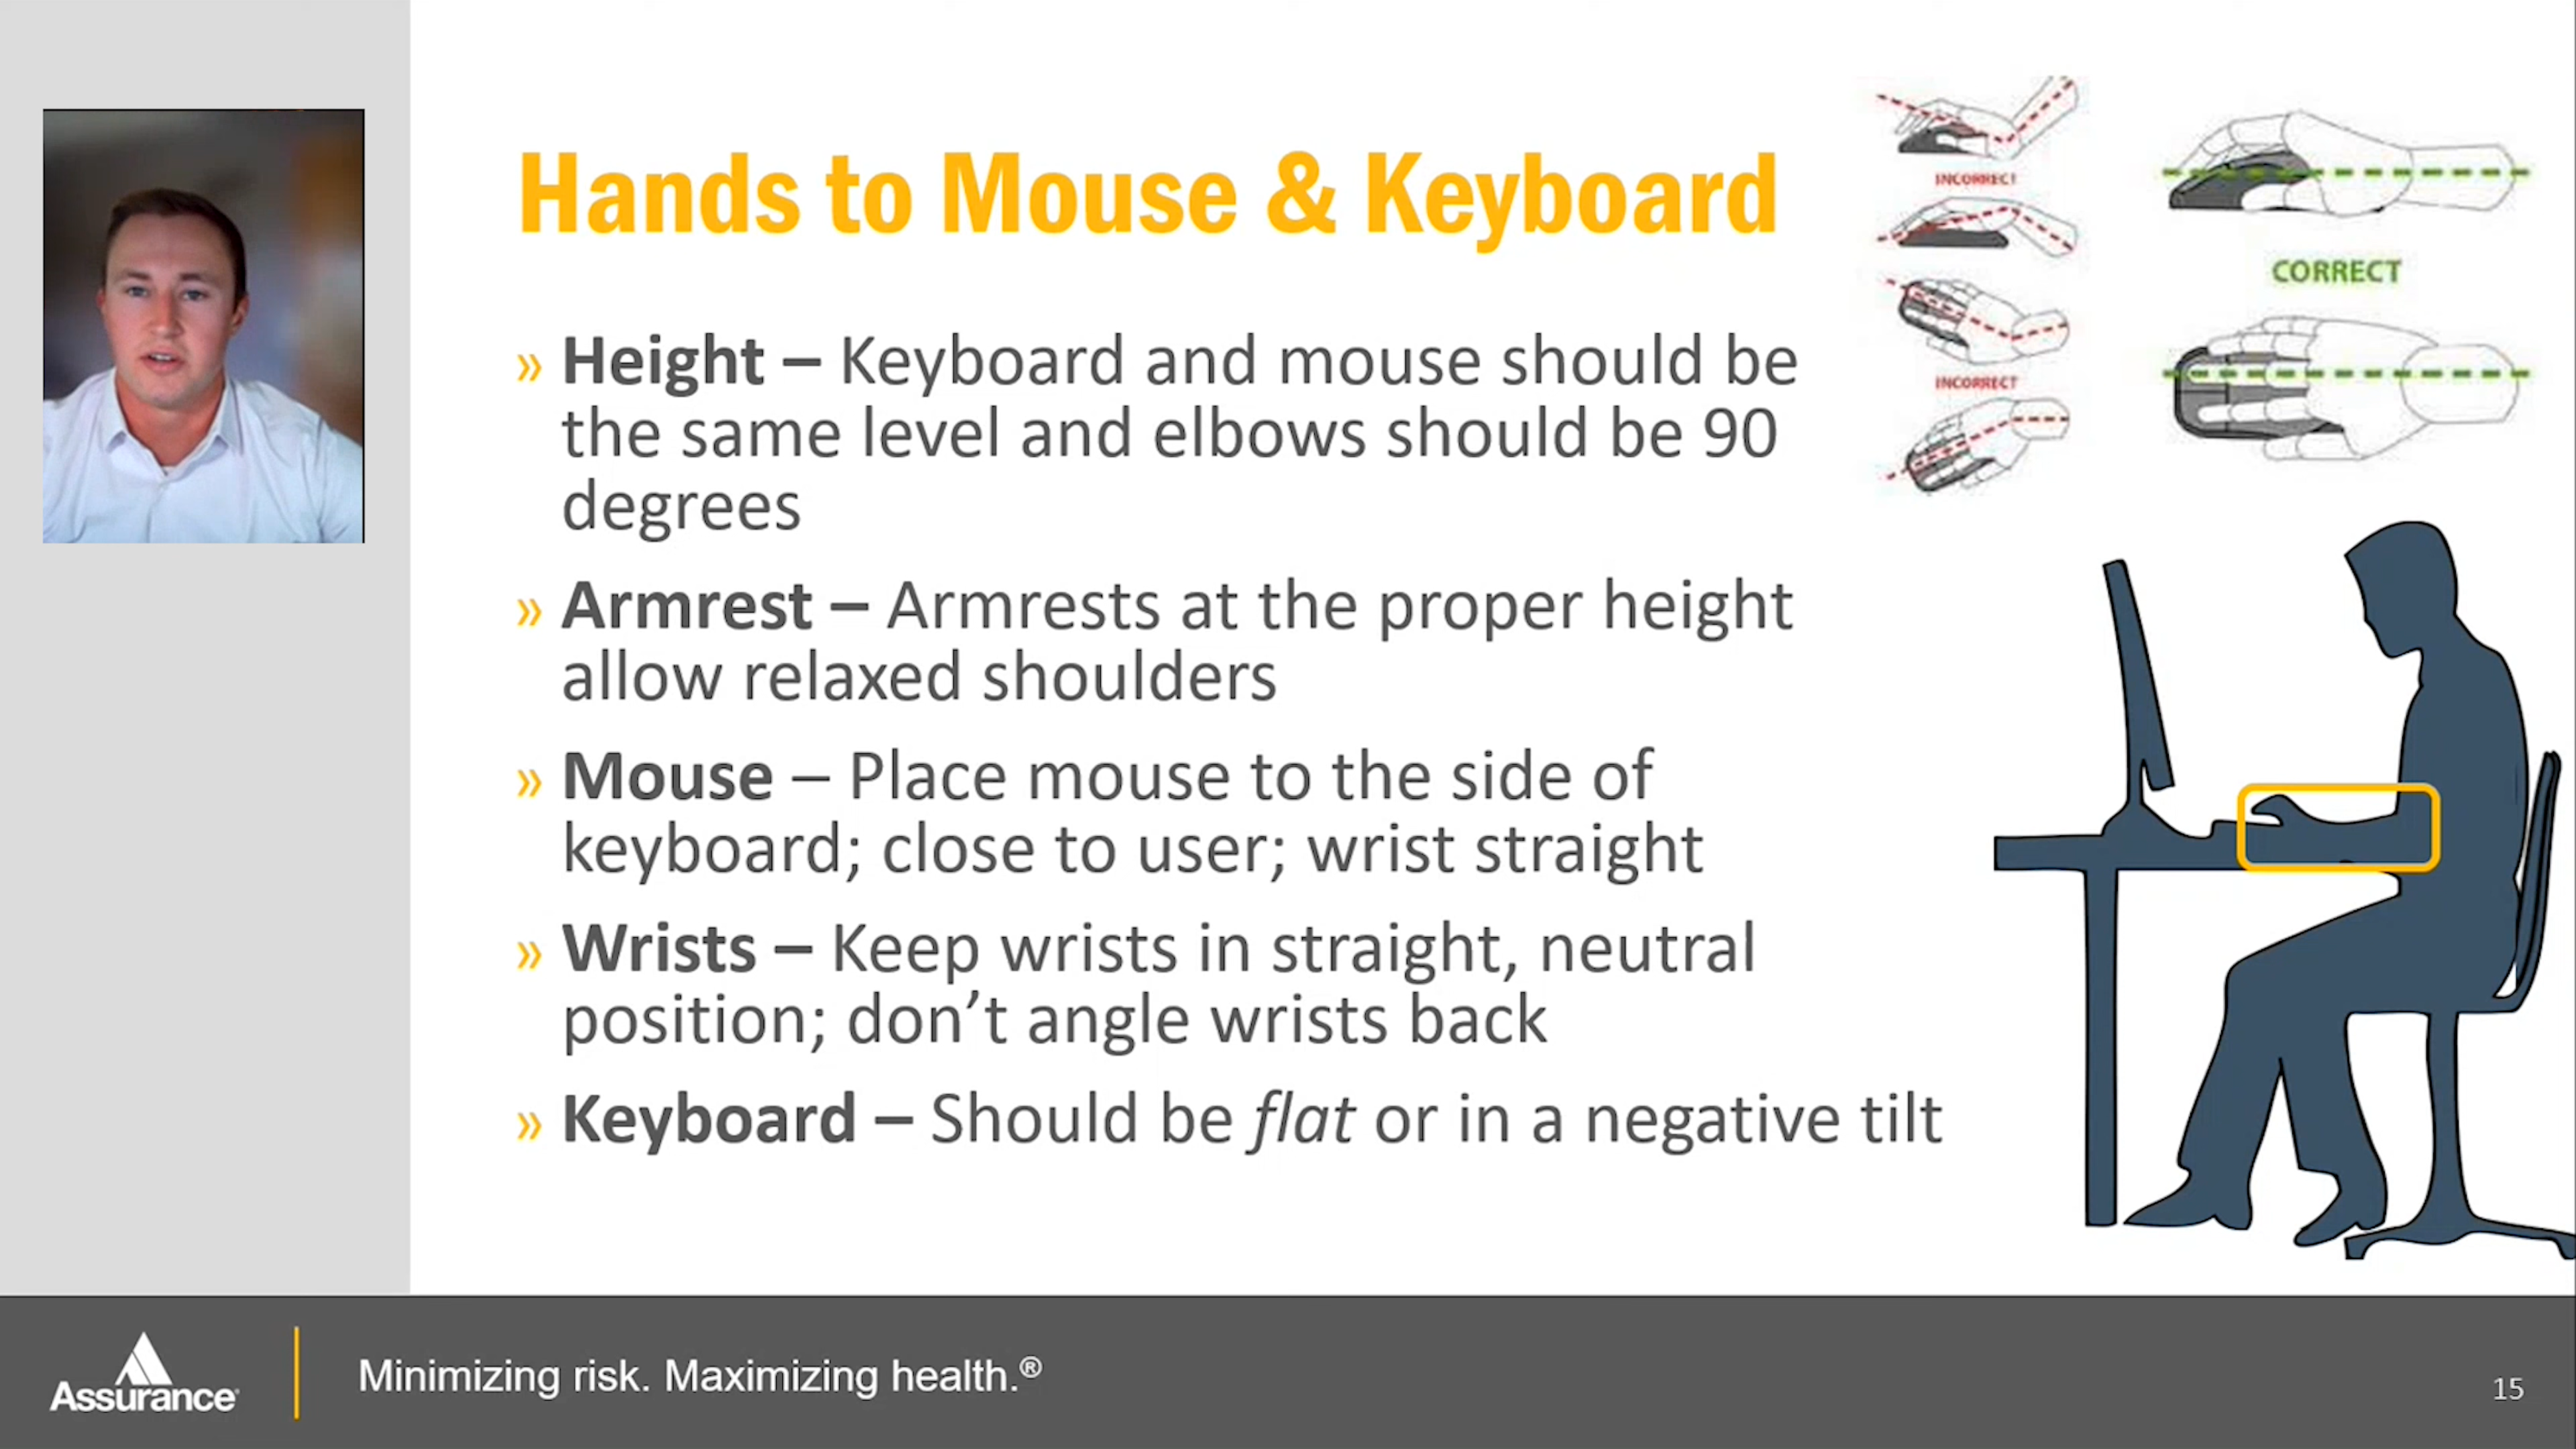 Hands to Mouse & Keyboard
» Height – Keyboard and mouse should be
the same level and elbows should be 90
degrees
» Armrest – Armrests at the proper height
allow relaxed shoulders
» Mouse – Place mouse to the side of
keyboard; close to user; wrist straight
» Wrists – Keep wrists in straight, neutral
position; don’t angle wrists back
» Keyboard – Should be flat or in a negative tilt
INCORRECT
INCORRECT
CORRECT
Assurance
Minimizing risk. Maximizing health.®
15